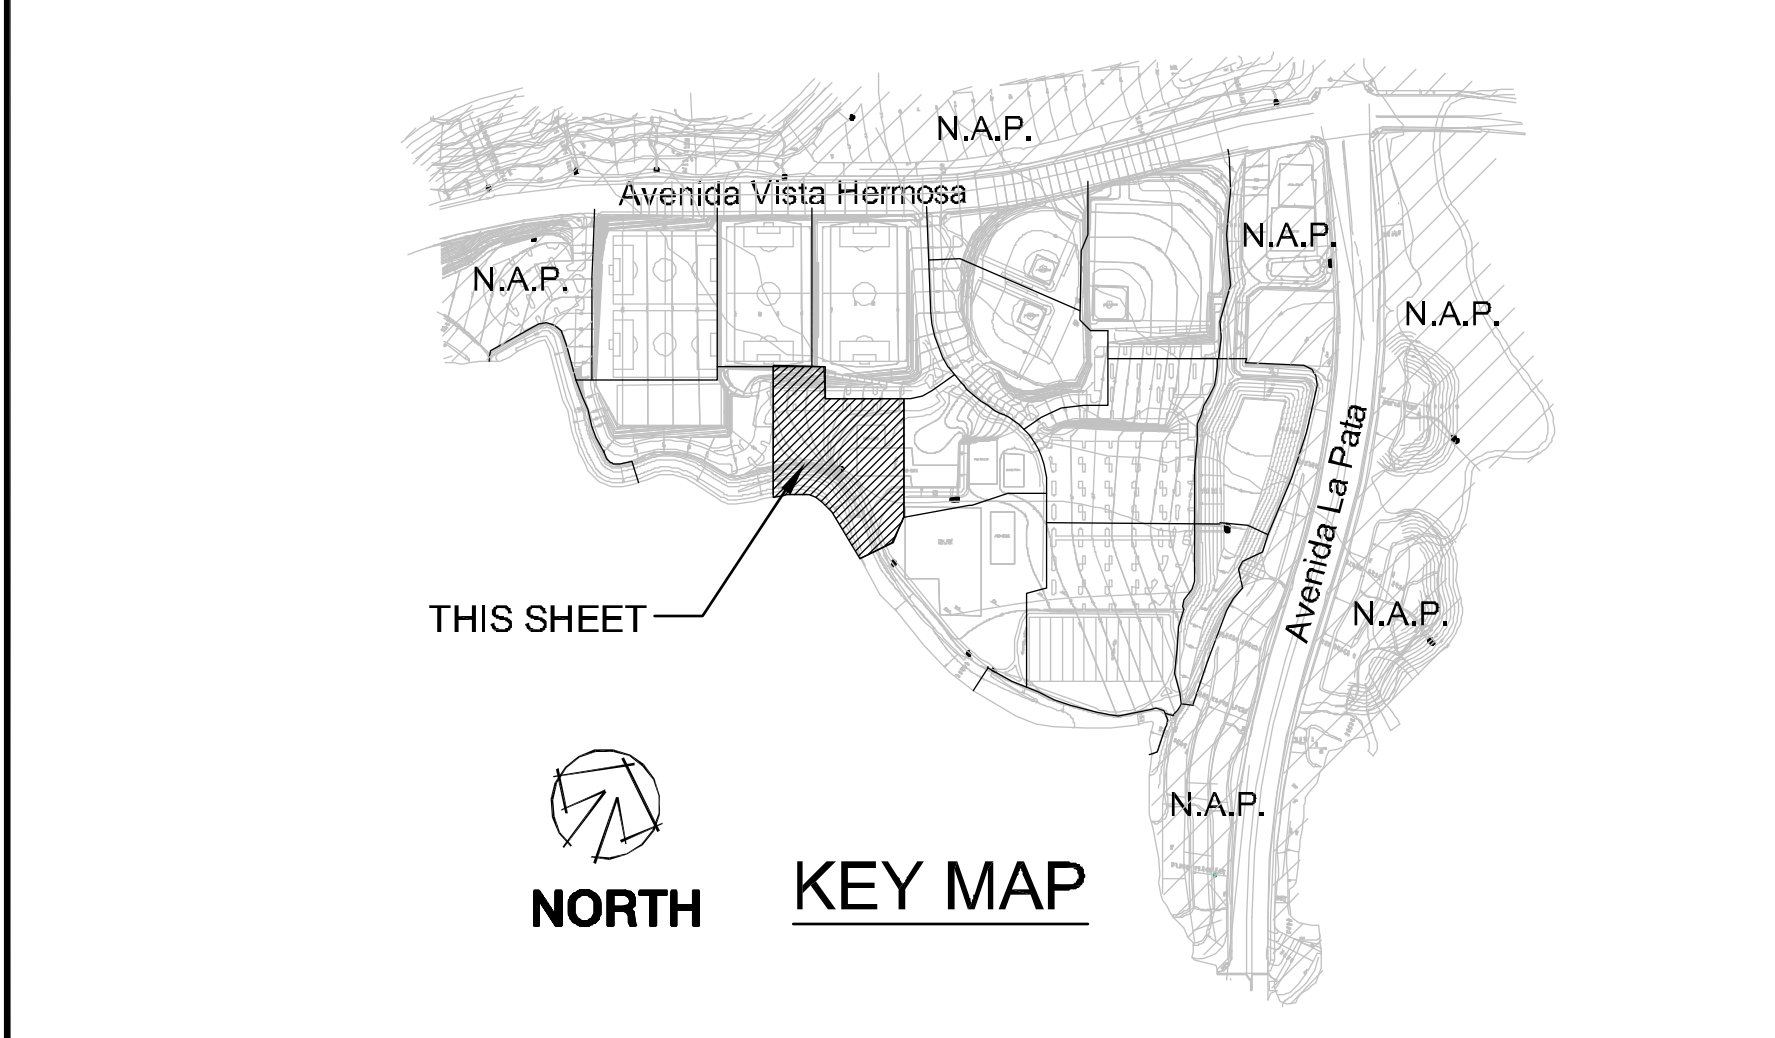 N.A.P.
Avenida Vista Hermosa
N.A.P.
N.A.P.
N.A.P.
Avenida La Pata
THIS SHEET
N.A.P.
N.A.P.
NORTH
KEY MAP